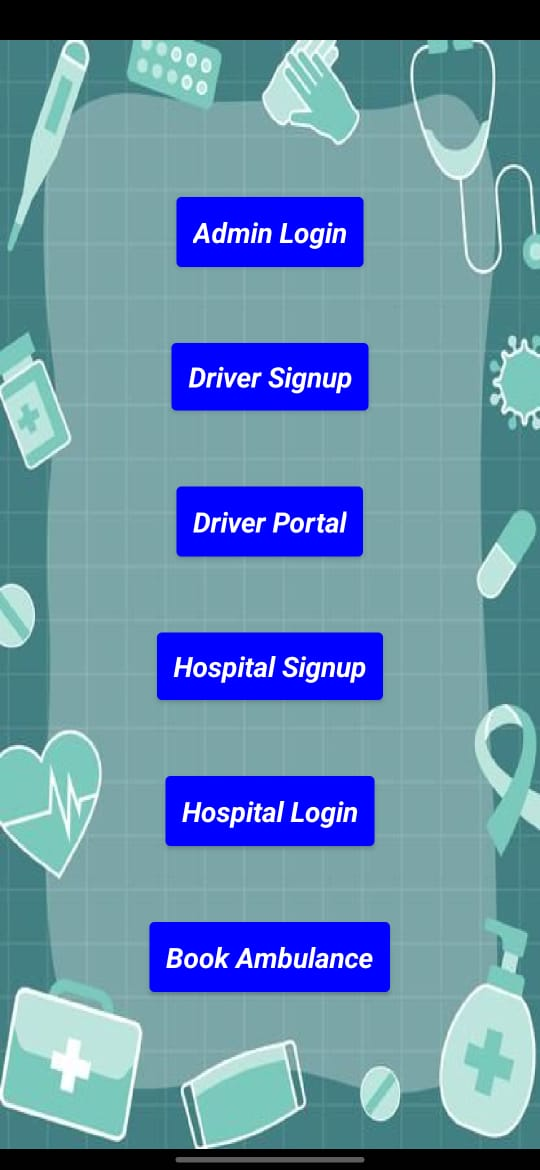 Admin Login
Driver Signup
Driver Portal
Hospital Signup
Hospital Login
Book Ambulance